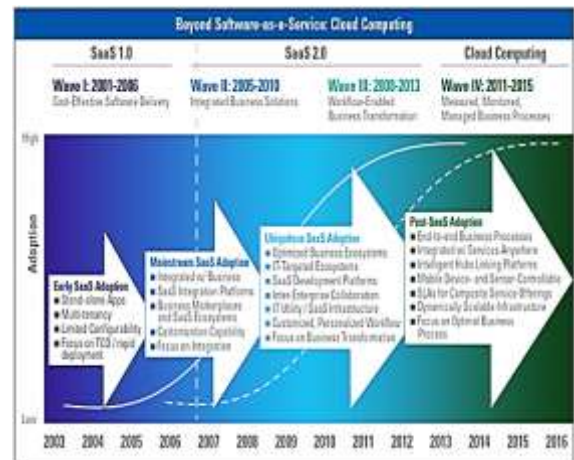 Beyond Software-as-a-Service: Cloud Computing
SaaS 1.0
SaaS 2.0
Cloud Computing
Wave I: 2001-2006
Cost-Effective Software Delivery
Wave II: 2005-2010
Integrated Business Solutions
Wave III: 2008-2013
Workflow-Enabled
Business Transformation
Wave IV: 2011-2015
Measured, Monitored,
Managed Business Processes
High
Adoption
Low
Early SaaS Adoption
Stand-alone Apps
Multi-tenancy
Limited Configurability
Focus on TCO / rapid
deployment
Mainstream SaaS Adoption
Integrated w/ Business
SaaS Integration Platforms
Business Marketplaces
and SaaS Ecosystems
Customization Capability
Focus on Integration
Ubiquitous SaaS Adoption
Optimized Business Ecosystems
IT-Targeted Ecosystems
SaaS Development Platforms
Inter-Enterprise Collaboration
IT Utility / SaaS Infrastructure
Customized, Personalized Workflow
Focus on Business Transformation
Post-SaaS Adoption
End-to-end Business Processes
Integrated w/ Services Anywhere
Intelligent Hubs Linking Platforms
Mobile Device- and Sensor-Controllable
SLAs for Composite Service Offerings
Dynamically Scalable Infrastructure
Focus on Optimal Business
Process
2003 2004 2005 2006 2007 2008 2009 2010 2011 2012 2013 2014 2015 2016